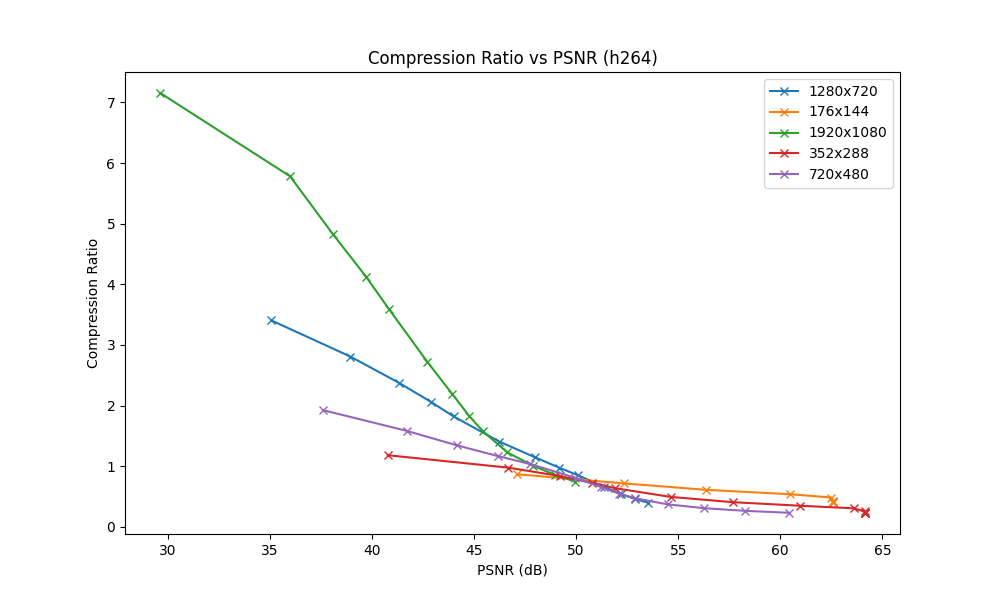 Compression Ratio vs PSNR (h264)
1280x720
176x144
1920x1080
352x288
720x480
Compression Ratio
7
6
5
4
3
2
1
0
30 35 40 45 50 55 60 65
PSNR (dB)